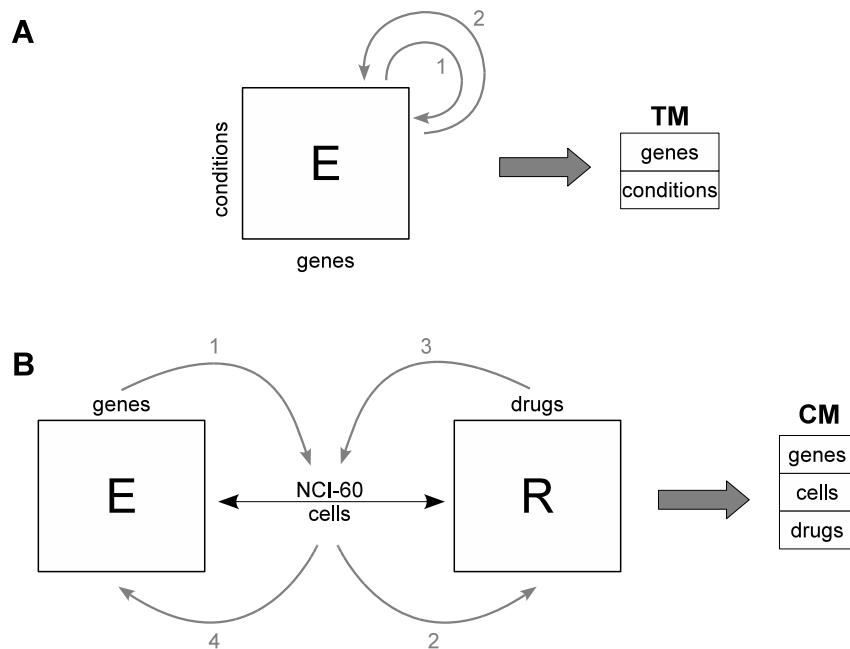 A
2
1
conditions
E
genes
TM
genes
conditions
B
1
3
genes
drugs
E
NCI-60
cells
R
4
2
CM
genes
cells
drugs